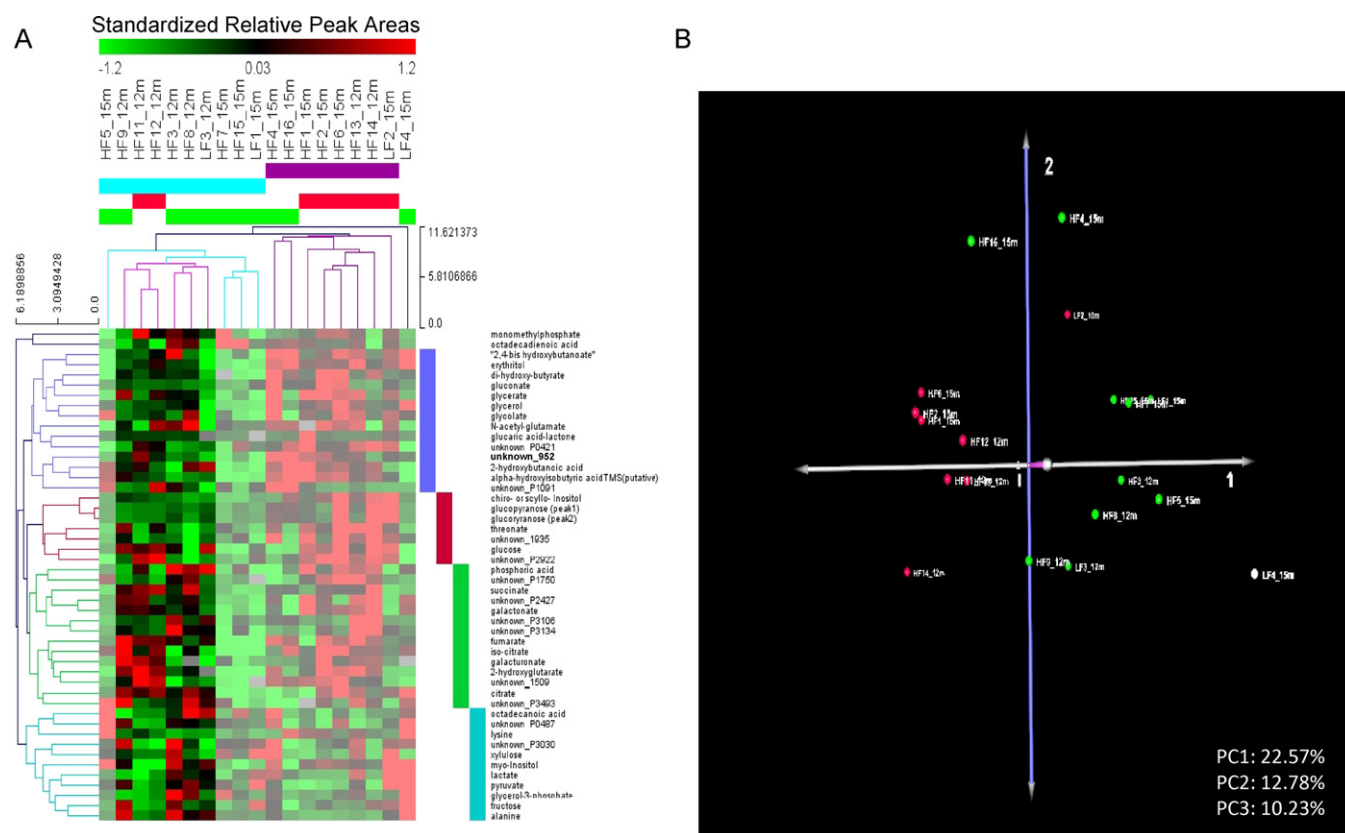 A
Standardized Relative Peak Areas
-1.2
0.03
1.2
HF5_15m
HF9_12m
HF11_12m
HF12_12m
HF3_12m
HF8_12m
LF3_12m
HF7_15m
HF15_15m
LF1_15m
HF4_15m
HF16_15m
HF1_15m
HF2_15m
HF6_15m
HF13_12m
HF14_12m
LF2_15m
LF4_15m
11.621373
5.8106866
0.0
6.1898856
3.0949428
0.0
monomethylphosphate
octadecadienoic acid
"2,4-bis hydroxybutanoate"
erythritol
di-hydroxy-butyrate
gluconate
glycerate
glycerol
glycolate
N-acetyl-glutamate
glucaric acid-lactone
unknown_P0421
unknown_952
2-hydroxybutanoic acid
alpha-hydroxyisobutyric acidTMS(putative)
unknown_P1091
chiro- or scyllo- Inositol
glucopyranose (peak1)
glucoryranose (peak2)
threonate
unknown_1935
glucose
unknown_P2922
phosphoric acid
unknown_P1750
succinate
unknown_P2427
galactonate
unknown_P3106
unknown_P3134
fumarate
iso-citrate
galacturonate
2-hydroxyglutarate
unknown_1509
citrate
unknown_P3493
octadecanoic acid
unknown_P0487
lysine
unknown_P3030
xylulose
myo-Inositol
lactate
pyruvate
glycerol-3-phosphate
fructose
alanine
B
2
HF4_15m
HF16_15m
HF6_15m
HF2_15m
HF1_15m
HF12_12m
1
HF3_12m
HF5_15m
HF8_12m
HF9_12m
LF3_12m
HF14_12m
LF4_15m
PC1: 22.57%
PC2: 12.78%
PC3: 10.23%